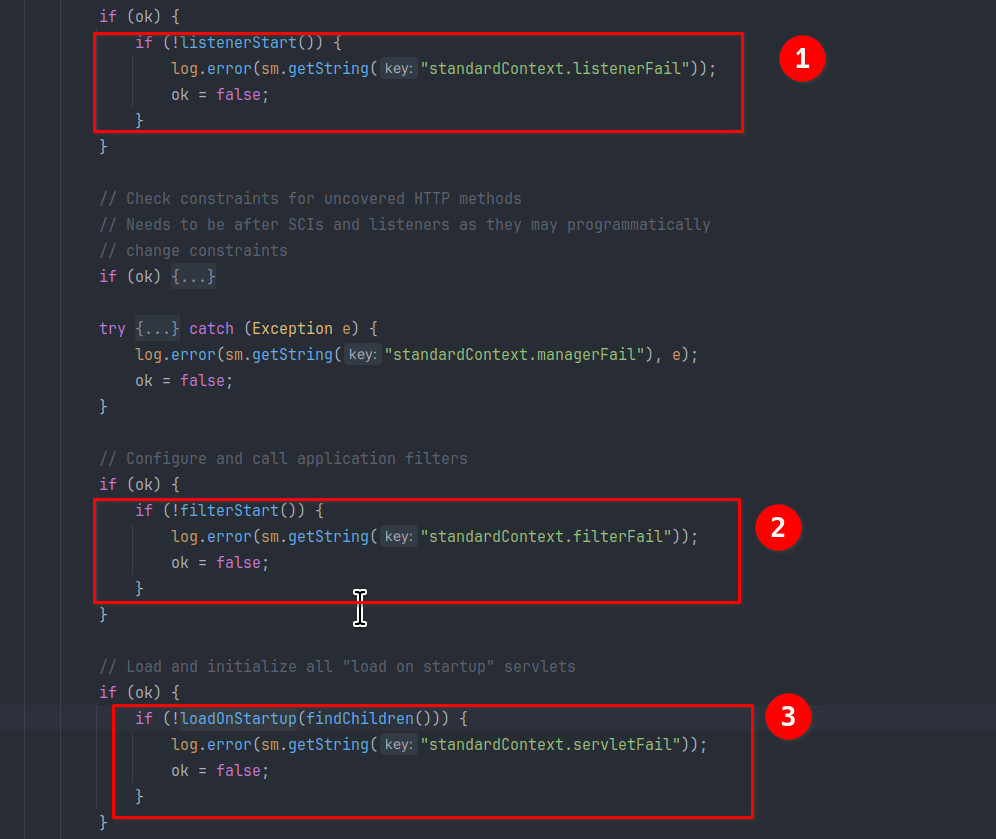 if (ok) {
if (!listenerStart()) {
log.error(sm.getString( key: "standardContext.listenerFail"));
ok = false;
}
}
1
// Check constraints for uncovered HTTP methods
// Needs to be after SCIs and listeners as they may programmatically
// change constraints
if (ok) {...}
try {...} catch (Exception e) {
log.error(sm.getString( key: "standardContext.managerFail"), e);
ok = false;
}
// Configure and call application filters
if (ok) {
if (!filterStart()) {
log.error(sm.getString( key: "standardContext.filterFail"));
ok = false;
}
}
2
// Load and initialize all "load on startup" servlets
if (ok) {
if (!loadOnStartup(findChildren())) {
log.error(sm.getString( key: "standardContext.servletFail"));
ok = false;
}
}
3